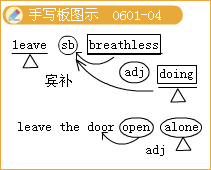 手写板图示 0601-04
leave sb breathless
宾补 adj doing
leave the door open alone
adj